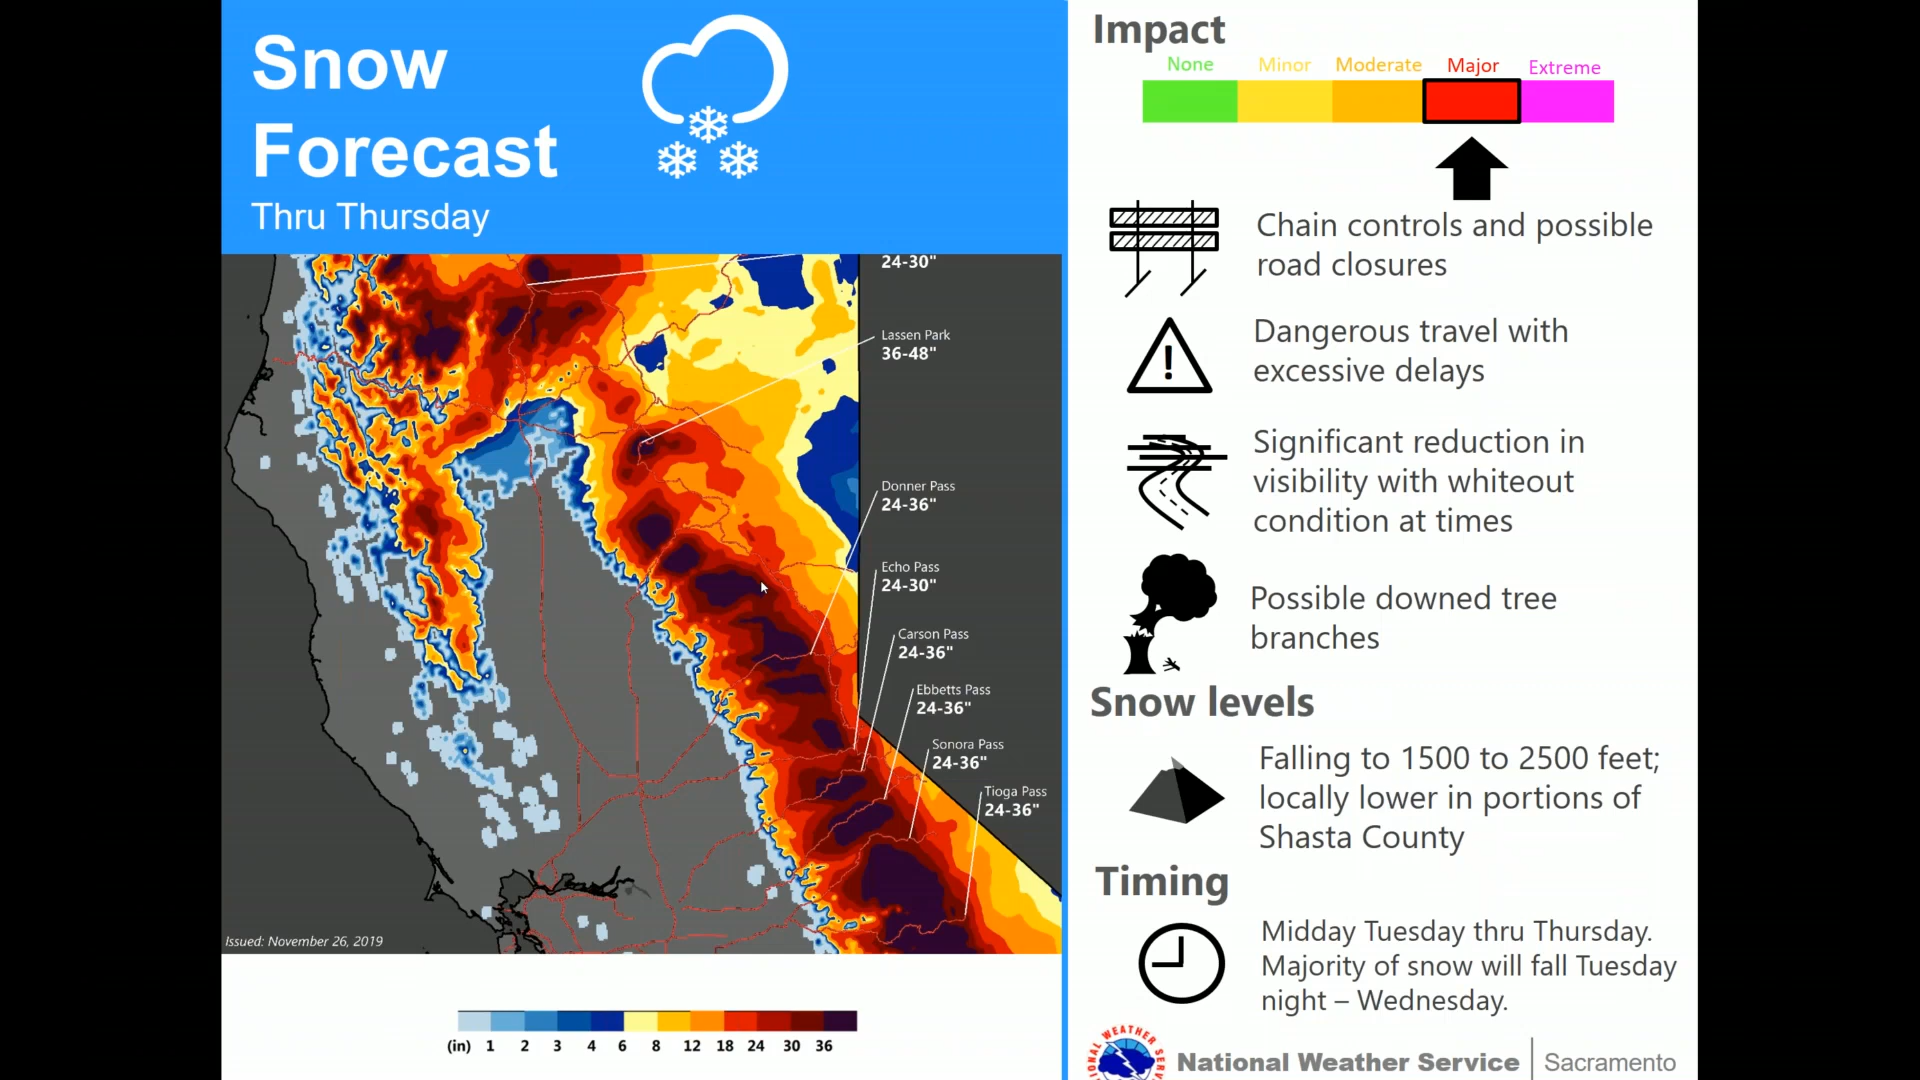 Snow
Forecast
Thru Thursday
24-30"
Lassen Park
36-48"
Donner Pass
24-36"
Echo Pass
24-30"
Carson Pass
24-36"
Ebbetts Pass
24-36"
Sonora Pass
24-36"
Tioga Pass
24-36"
Issued: November 26, 2019
(in) 1 2 3 4 6 8 12 18 24 30 36
Impact
None Minor Moderate Major Extreme
Chain controls and possible
road closures
Dangerous travel with
excessive delays
Significant reduction in
visibility with whiteout
condition at times
Possible downed tree
branches
Snow levels
Falling to 1500 to 2500 feet;
locally lower in portions of
Shasta County
Timing
Midday Tuesday thru Thursday.
Majority of snow will fall Tuesday
night – Wednesday.
WEATHER
National Weather Service | Sacramento